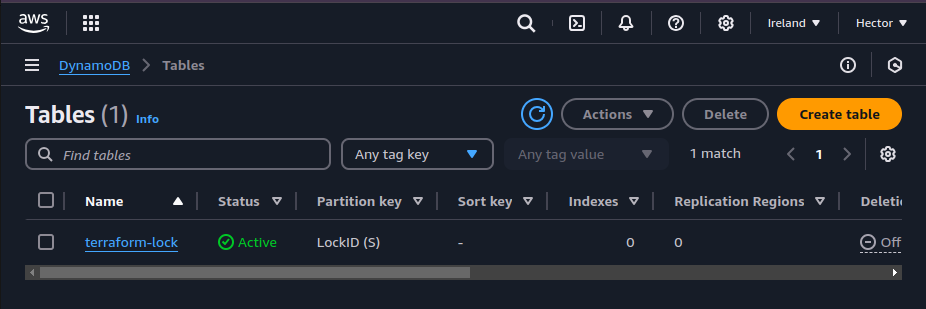 aws Ireland Hector
DynamoDB Tables
Tables (1) Info Actions Delete Create table
Find tables Any tag key Any tag value 1 match 1
Name Status Partition key Sort key Indexes Replication Regions Deletic
terraform-lock Active LockID (S) - 0 0 Off